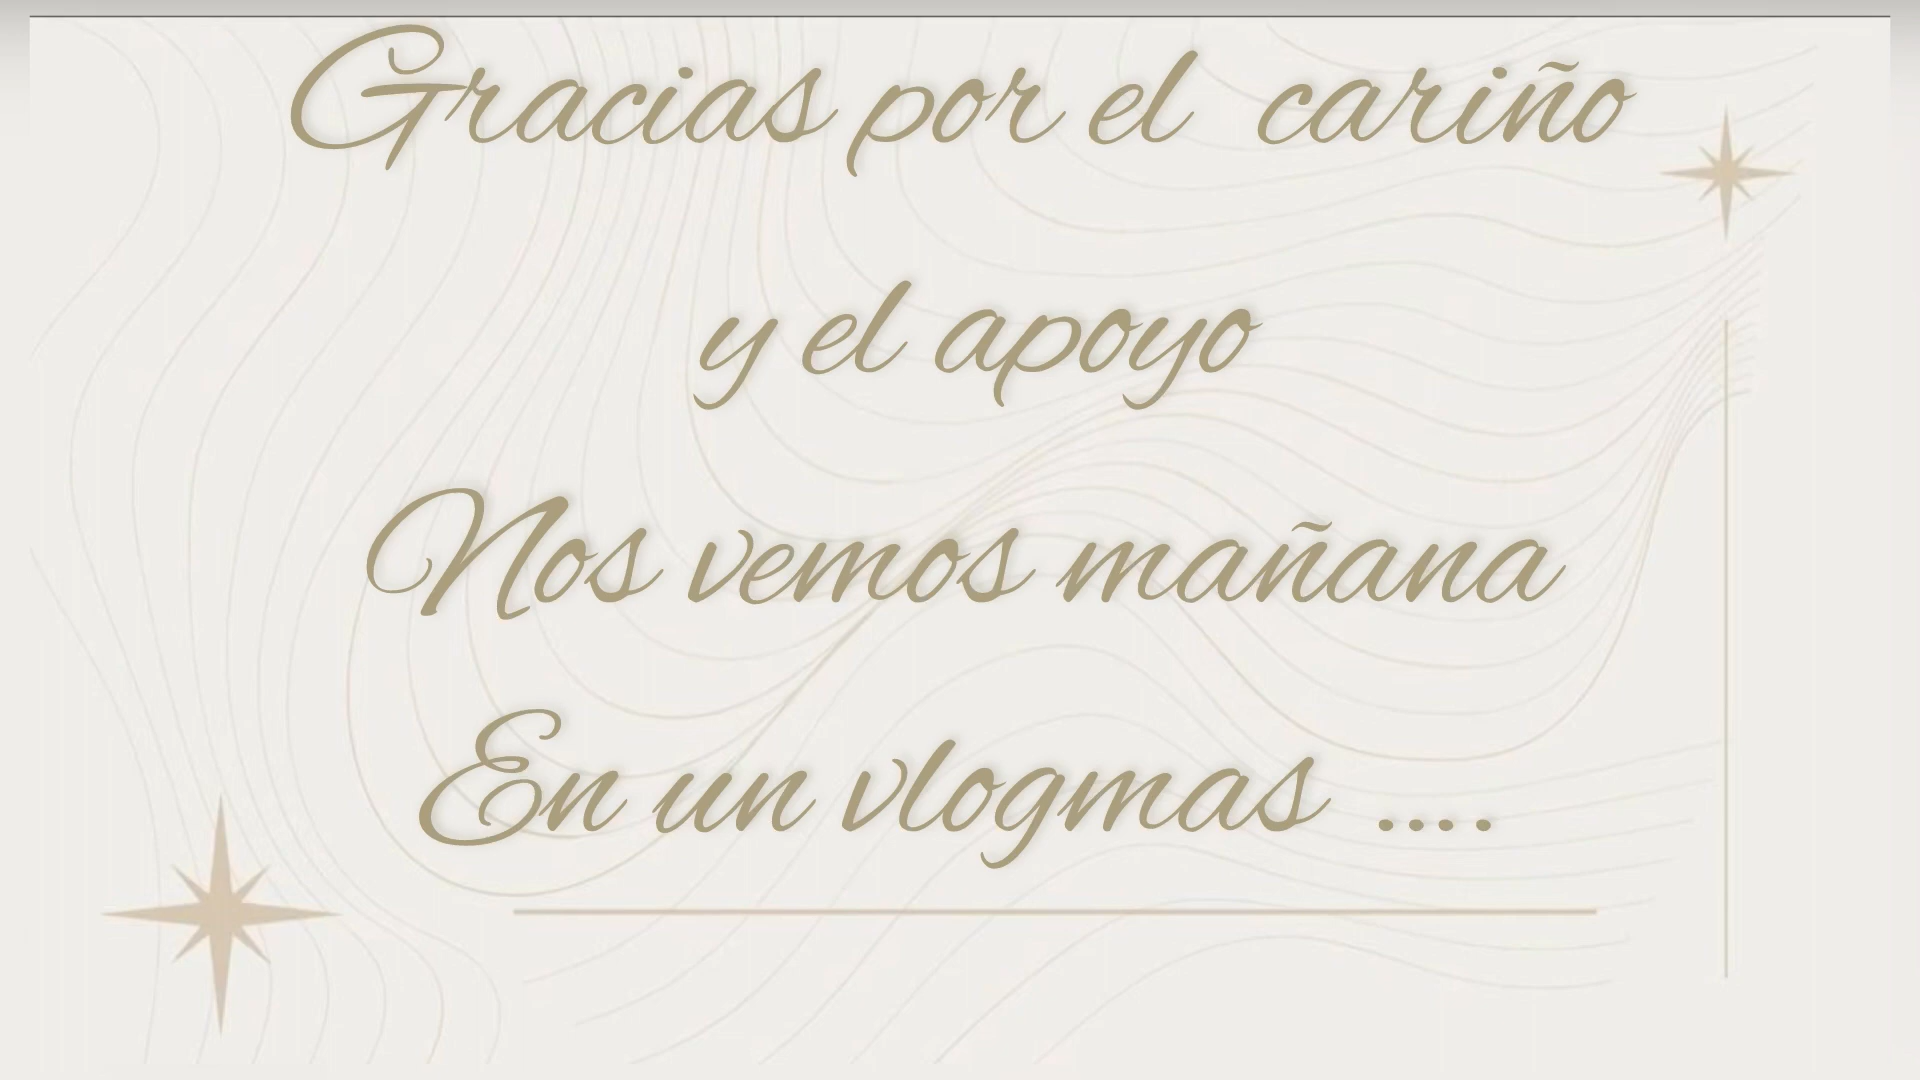 Gracias por el cariño
y el apoyo
Nos vemos mañana
En un vlogmas ....